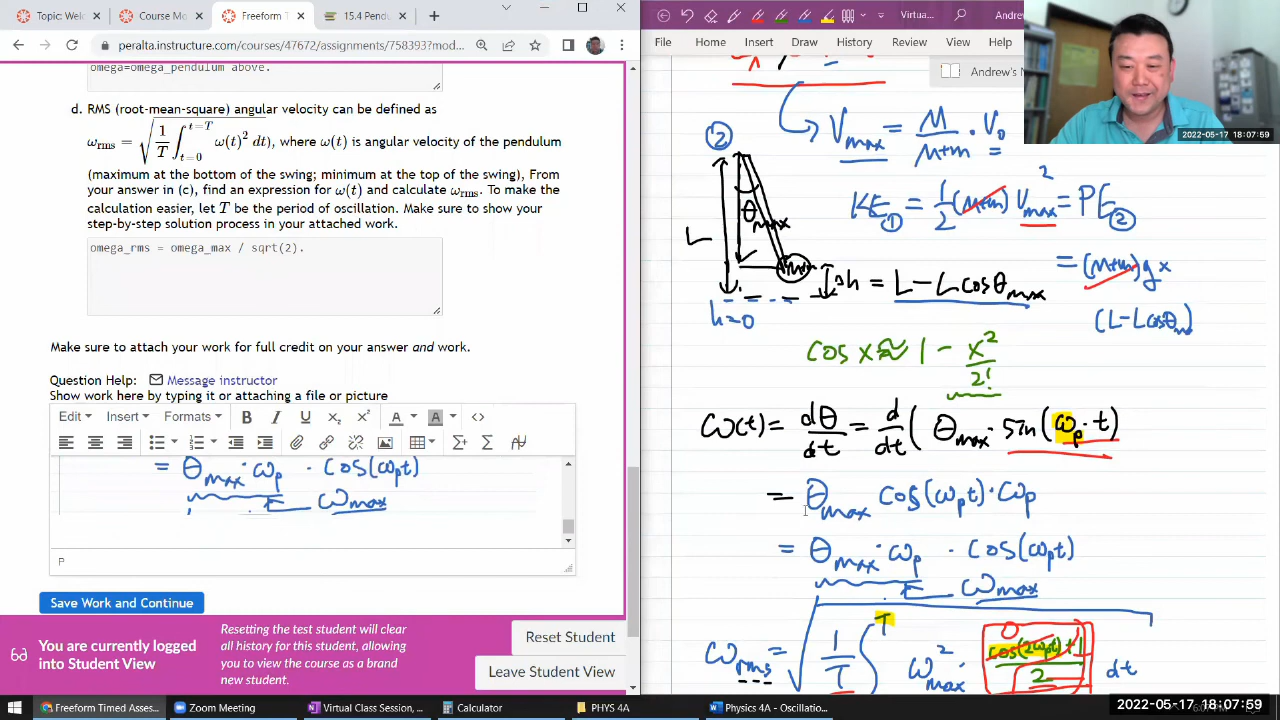 Topic Wel
Course Mo
Freeform T
15.4 Pend
Virtua...
Andrew
peralta.instructure.com/courses/47672/assignments/758393?mod...
File Home Insert Draw History Review View Help
Andrew's N
omega=omega_pendulum above.
d. RMS (root-mean-square) angular velocity can be defined as
ω_rms = √(1/T ∫_{t=0}^{t=T} ω(t)² dt), where ω(t) is angular velocity of the pendulum
(maximum at the bottom of the swing; minimum at the top of the swing), From
your answer in (c), find an expression for ω(t) and calculate ω_rms. To make the
calculation easier, let T be the period of oscillation. Make sure to show your
step-by-step solution process in your attached work.
omega_rms = omega_max / sqrt(2).
Make sure to attach your work for full credit on your answer and work.
Question Help: Message instructor
Show work here by typing it or attaching a file or picture
Edit Insert Formats B I U x₂ x² A A <>
= θmax · ωp · cos(ωpt)
ωmax
P
Save Work and Continue
You are currently logged
into Student View
Resetting the test student will clear
all history for this student, allowing
you to view the course as a brand
new student.
Reset Student
Leave Student View
② Vmax = M/(M+m) · V₀
KE① = 1/2 (M+m) Vmax² = PE②
θmax
L
Δh = L − L cosθmax
= (M+m)g x
(L−Lcosθm)
h=0
cos x ≈ 1 − x²/2!
ω(t) = dθ/dt = d/dt ( θmax · sin(ωp · t)
= θmax cos(ωpt) · ωp
= θmax · ωp · cos(ωpt)
ωmax
ωrms = √ 1/T ∫ T ω²max · cos(2ωpt)+1 / 2 dt
0
2022-05-17 18:07:59
Freeform Timed Asses...
Zoom Meeting
Virtual Class Session, ...
Calculator
PHYS 4A
Physics 4A - Oscillatio...
2022-05-17 18:07:59